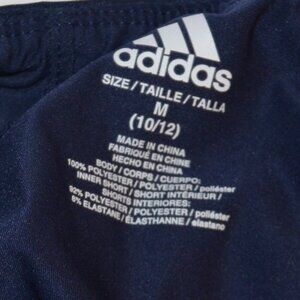 adidas
SIZE / TAILLE / TALLA
M
(10/12)
MADE IN CHINA
FABRIQUÉ EN CHINE
HECHO EN CHINA
BODY / CORPS / CUERPO:
100% POLYESTER / POLYESTER / poliéster
INNER SHORT / SHORT INTÉRIEUR /
SHORTS INTERIORES:
92% POLYESTER / POLYESTER / poliéster
8% ELASTANE / ÉLASTHANNE / elastano